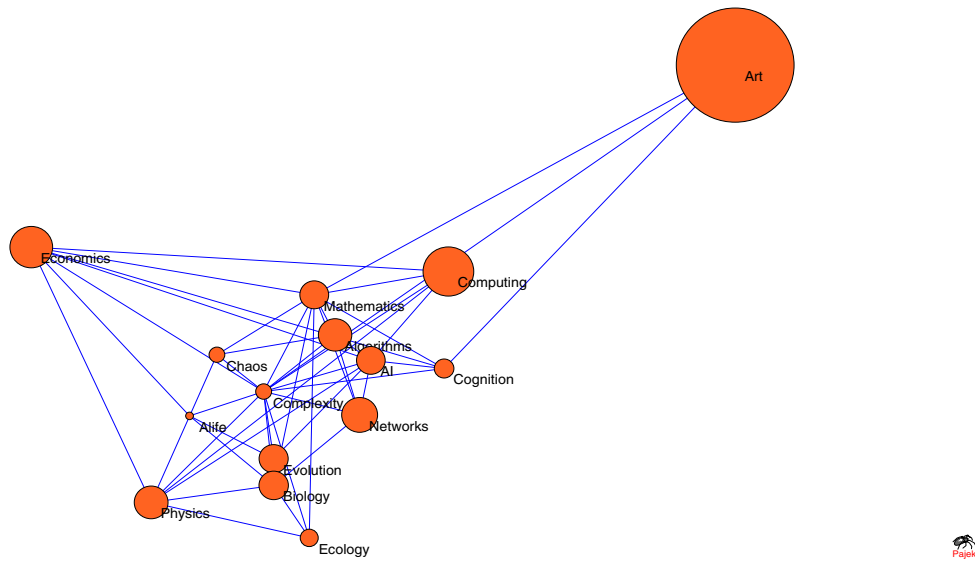 Art
Economics
Computing
Mathematics
Algorithms
Chaos
AI
Cognition
Complexity
Alife
Networks
Evolution
Biology
Physics
Ecology
Pajek